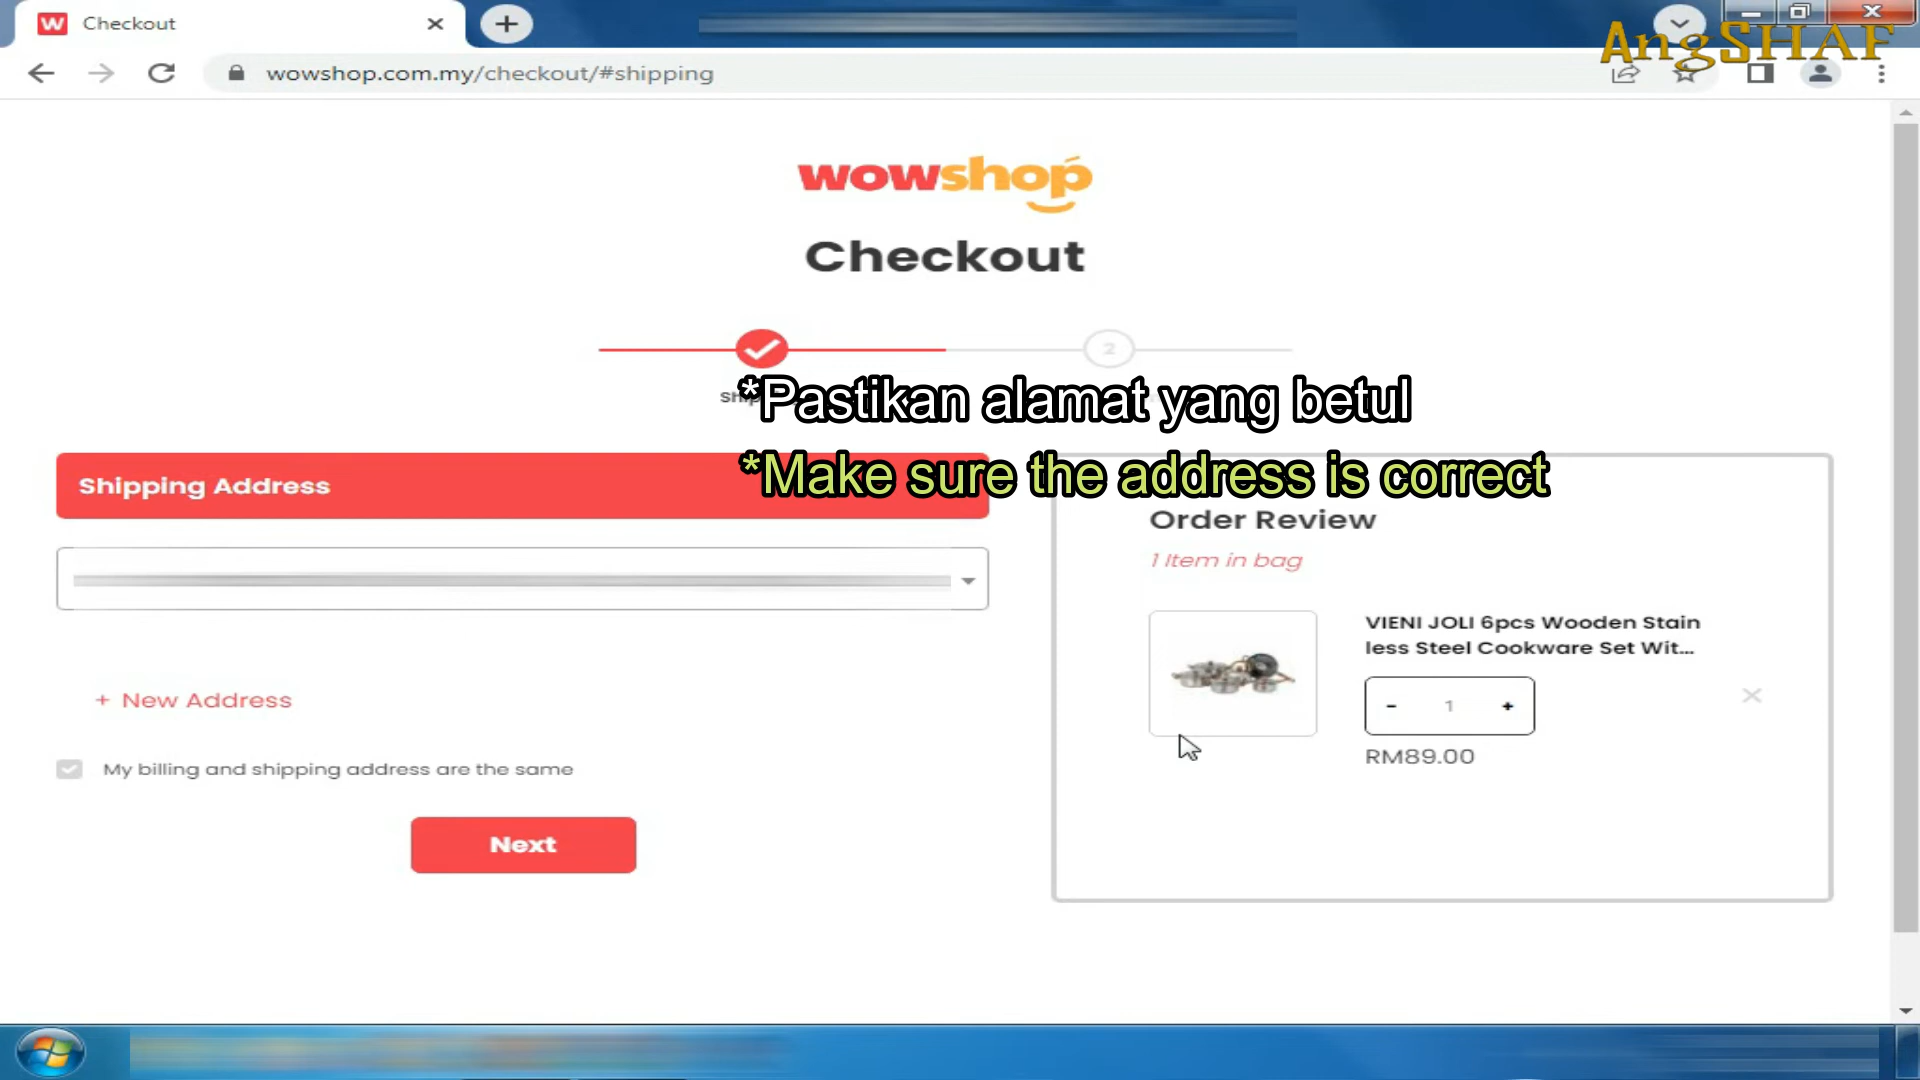 W Checkout
AngSHAF
wowshop.com.my/checkout/#shipping
wowshop
Checkout
2
*Pastikan alamat yang betul
*Make sure the address is correct
Shipping Address
+ New Address
My billing and shipping address are the same
Next
Order Review
1 Item in bag
VIENI JOLI 6pcs Wooden Stain
less Steel Cookware Set Wit...
- 1 +
RM89.00